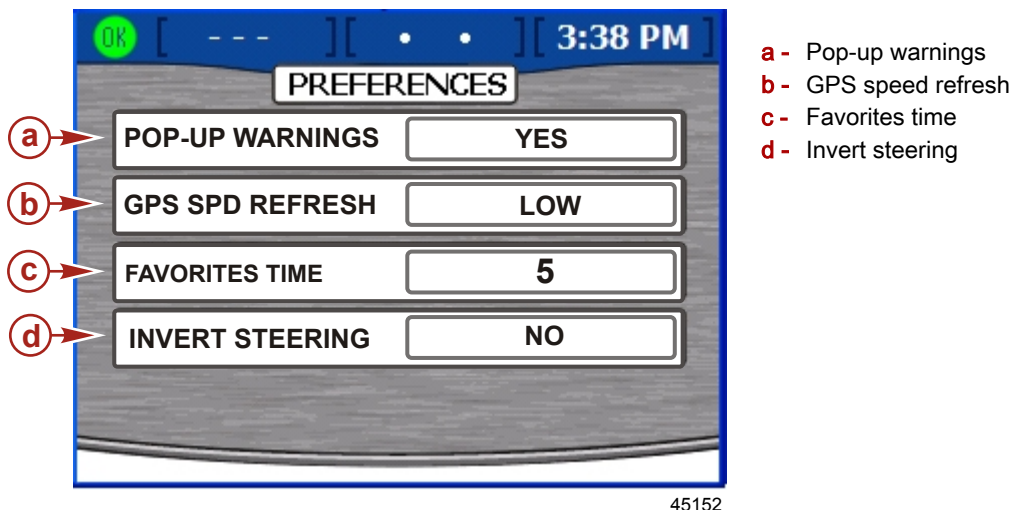 OK [ - - - ][ • • ][ 3:38 PM ]
PREFERENCES
a POP-UP WARNINGS YES
b GPS SPD REFRESH LOW
c FAVORITES TIME 5
d INVERT STEERING NO
a - Pop-up warnings
b - GPS speed refresh
c - Favorites time
d - Invert steering
45152